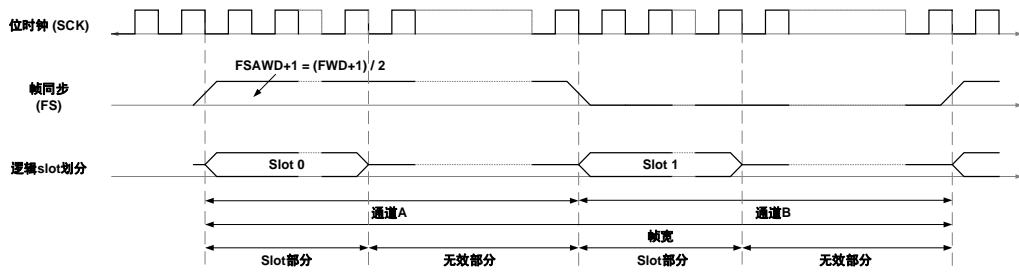 位时钟 (SCK)
FSAWD+1 = (FWD+1) / 2
帧同步
(FS)
逻辑slot划分
Slot 0
Slot 1
通道A
通道B
帧宽
Slot部分
无效部分
Slot部分
无效部分